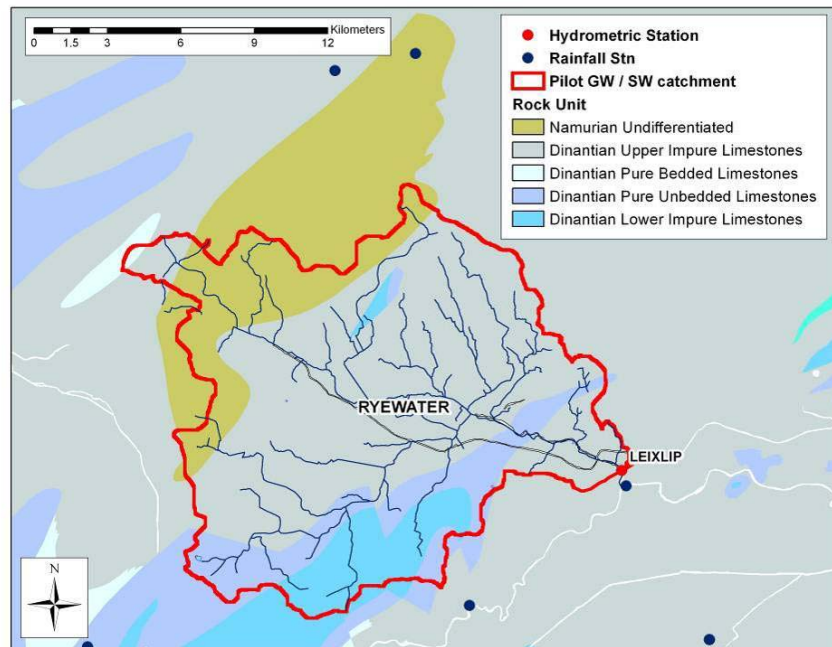 Kilometers
0 1.5 3 6 9 12
Hydrometric Station
Rainfall Stn
Pilot GW / SW catchment
Rock Unit
Namurian Undifferentiated
Dinantian Upper Impure Limestones
Dinantian Pure Bedded Limestones
Dinantian Pure Unbedded Limestones
Dinantian Lower Impure Limestones
RYEWATER
LEIXLIP
N